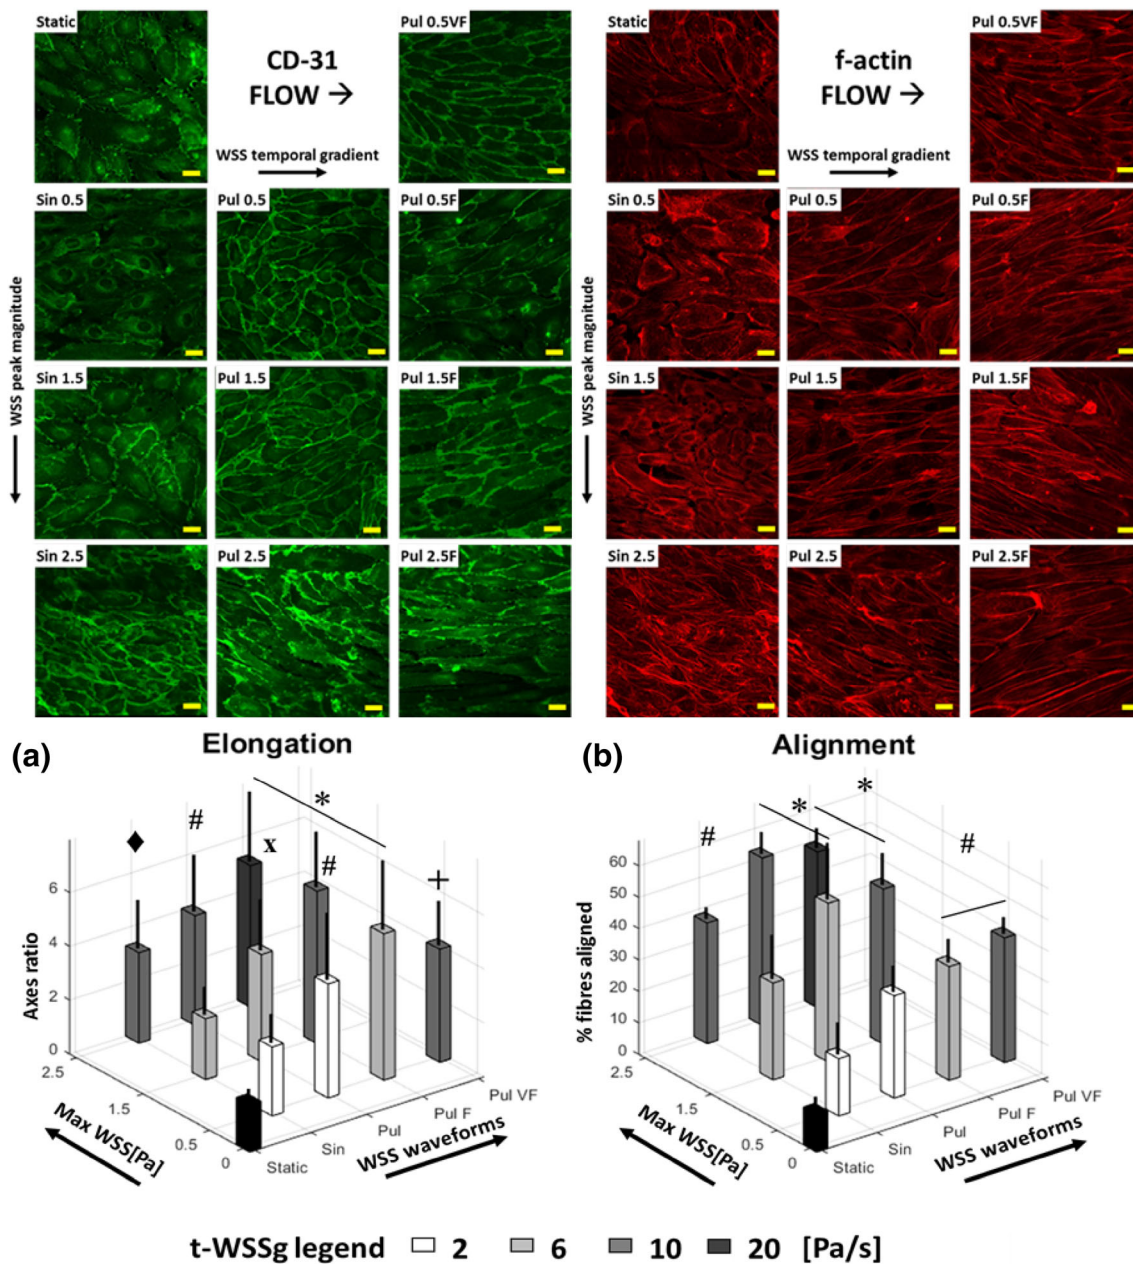 Static
CD-31
FLOW →
Pul 0.5VF
WSS temporal gradient
Static
f-actin
FLOW →
Pul 0.5VF
WSS temporal gradient
Sin 0.5
Pul 0.5
Pul 0.5F
Sin 0.5
Pul 0.5
Pul 0.5F
WSS peak magnitude
WSS peak magnitude
Sin 1.5
Pul 1.5
Pul 1.5F
Sin 1.5
Pul 1.5
Pul 1.5F
Sin 2.5
Pul 2.5
Pul 2.5F
Sin 2.5
Pul 2.5
Pul 2.5F
(a)
Elongation
♦
#
*
x
#
+
Axes ratio
6
4
2
0
2.5
1.5
0.5
0
Max WSS[Pa]
Static
Sin
Pul
Pul F
Pul VF
WSS waveforms
(b)
Alignment
#
*
*
#
% fibres aligned
60
50
40
30
20
10
0
2.5
1.5
0.5
0
Max WSS[Pa]
Static
Sin
Pul
Pul F
Pul VF
WSS waveforms
t-WSSg legend 2 6 10 20 [Pa/s]